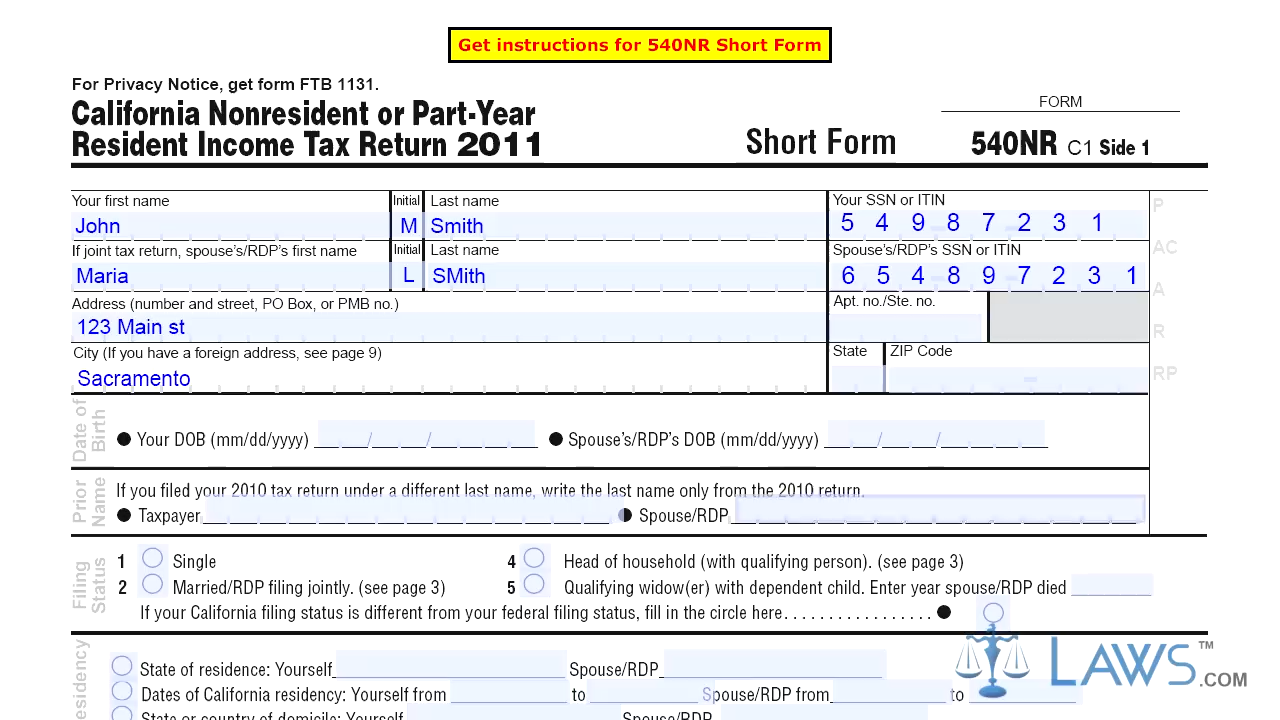 Get instructions for 540NR Short Form
For Privacy Notice, get form FTB 1131.
California Nonresident or Part-Year
Resident Income Tax Return 2011
Short Form
FORM
540NR C1 Side 1
Your first name Initial Last name Your SSN or ITIN
John M Smith 5 4 9 8 7 2 3 1
P
If joint tax return, spouse's/RDP's first name Initial Last name Spouse's/RDP's SSN or ITIN
AC
Maria L SMith 6 5 4 8 9 7 2 3 1
Address (number and street, PO Box, or PMB no.) Apt. no./Ste. no.
A
123 Main st
R
City (If you have a foreign address, see page 9) State ZIP Code
Sacramento
RP
Date of
Birth
● Your DOB (mm/dd/yyyy) / / ● Spouse's/RDP's DOB (mm/dd/yyyy) / /
Prior
Name
If you filed your 2010 tax return under a different last name, write the last name only from the 2010 return.
● Taxpayer ● Spouse/RDP
Filing
Status
1 Single 4 Head of household (with qualifying person). (see page 3)
2 Married/RDP filing jointly. (see page 3) 5 Qualifying widow(er) with dependent child. Enter year spouse/RDP died
If your California filing status is different from your federal filing status, fill in the circle here . . . . . . . . . . . . . . . . . ●
State of residence: Yourself Spouse/RDP
Dates of California residency: Yourself from to Spouse/RDP from to
State or country of domicile: Yourself Spouse/RDP
LAWS.COM
TM